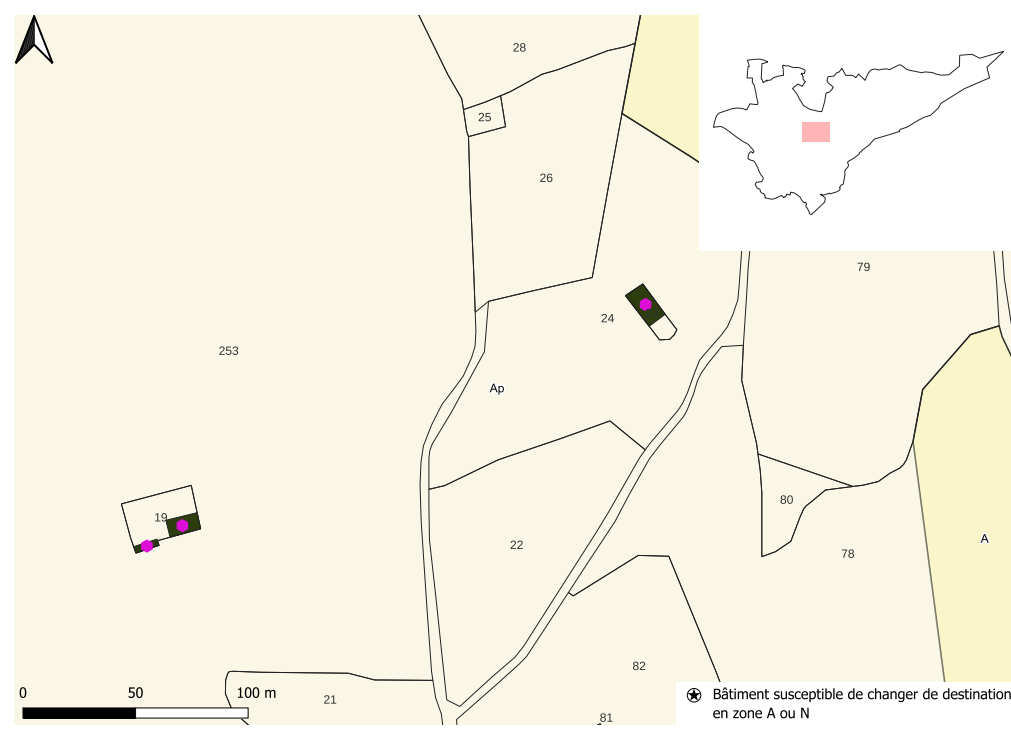 28
25
26
79
24
253
Ap
80
19
A
22
78
82
0 50 100 m
21
81
Bâtiment susceptible de changer de destination
en zone A ou N